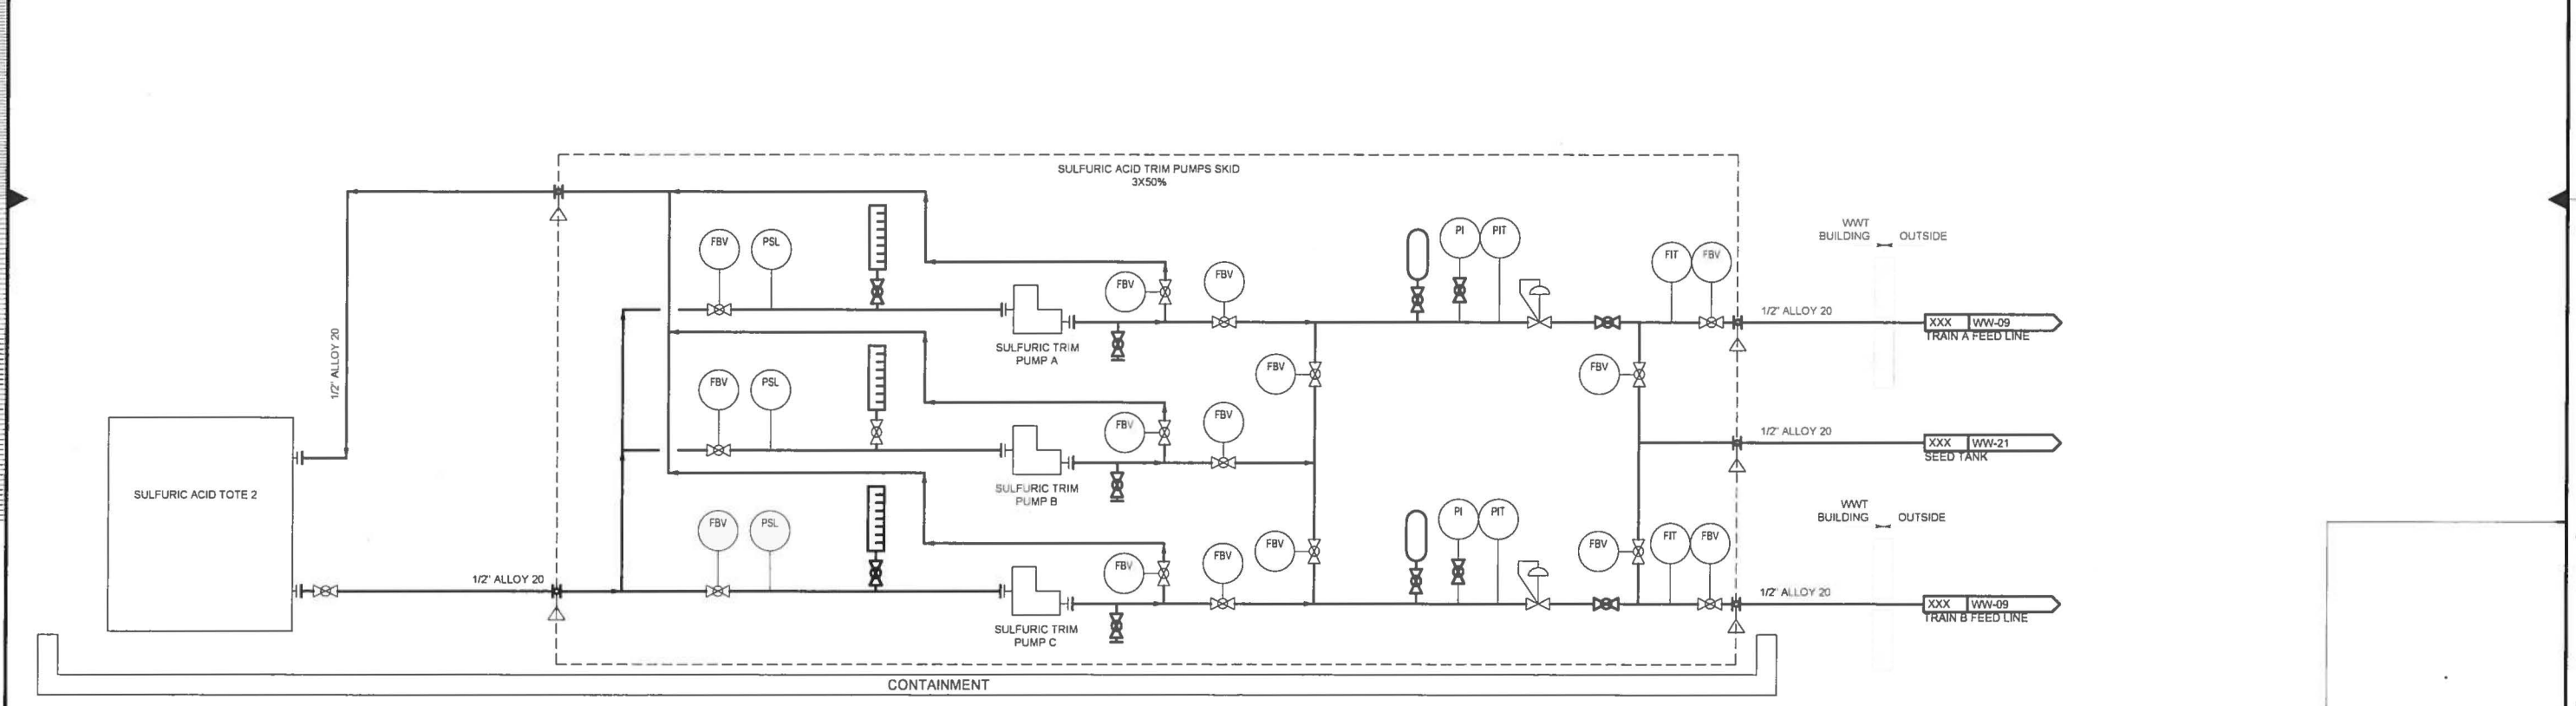 SULFURIC ACID TRIM PUMPS SKID
3X50%
WWT
BUILDING OUTSIDE
FBV
PSL
FBV
FBV
PI
PIT
FIT
FBV
1/2" ALLOY 20
XXX WW-09
TRAIN A FEED LINE
1/2" ALLOY 20
SULFURIC TRIM
PUMP A
FBV
FBV
FBV
PSL
FBV
FBV
1/2" ALLOY 20
XXX WW-21
SEED TANK
SULFURIC ACID TOTE 2
SULFURIC TRIM
PUMP B
WWT
BUILDING OUTSIDE
FBV
PSL
FBV
FBV
FBV
PI
PIT
FBV
FIT
FBV
1/2" ALLOY 20
1/2" ALLOY 20
XXX WW-09
TRAIN B FEED LINE
SULFURIC TRIM
PUMP C
CONTAINMENT